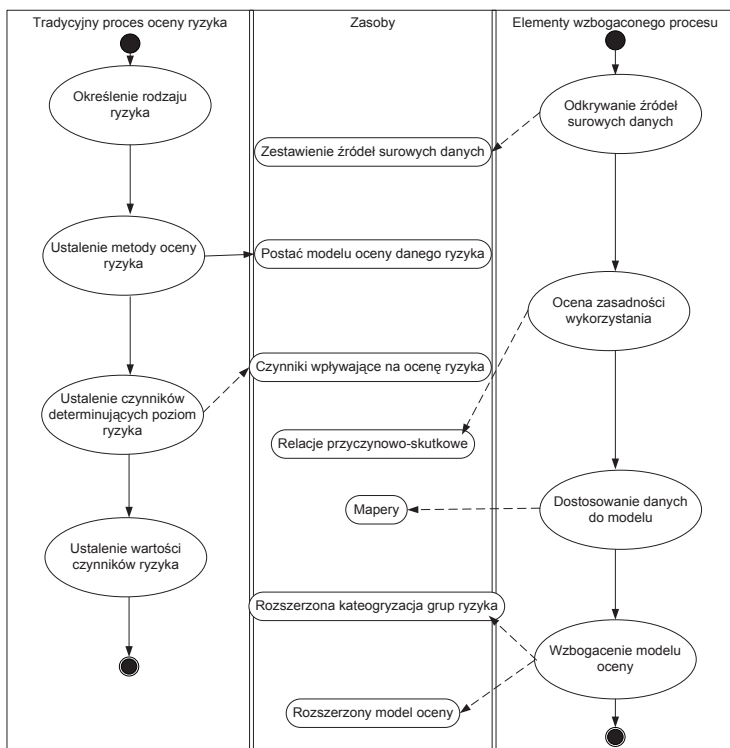 Tradycyjny proces oceny ryzyka
Zasoby
Elementy wzbogaconego procesu
Określenie rodzaju
ryzyka
Odkrywanie źródeł
surowych danych
Zestawienie źródeł surowych danych
Ustalenie metody oceny
ryzyka
Postać modelu oceny danego ryzyka
Ocena zasadności
wykorzystania
Czynniki wpływające na ocenę ryzyka
Ustalenie czynników
determinujących poziom
ryzyka
Relacje przyczynowo-skutkowe
Mapery
Dostosowanie danych
do modelu
Ustalenie wartości
czynników ryzyka
Rozszerzona kateogryzacja grup ryzyka
Wzbogacenie modelu
oceny
Rozszerzony model oceny